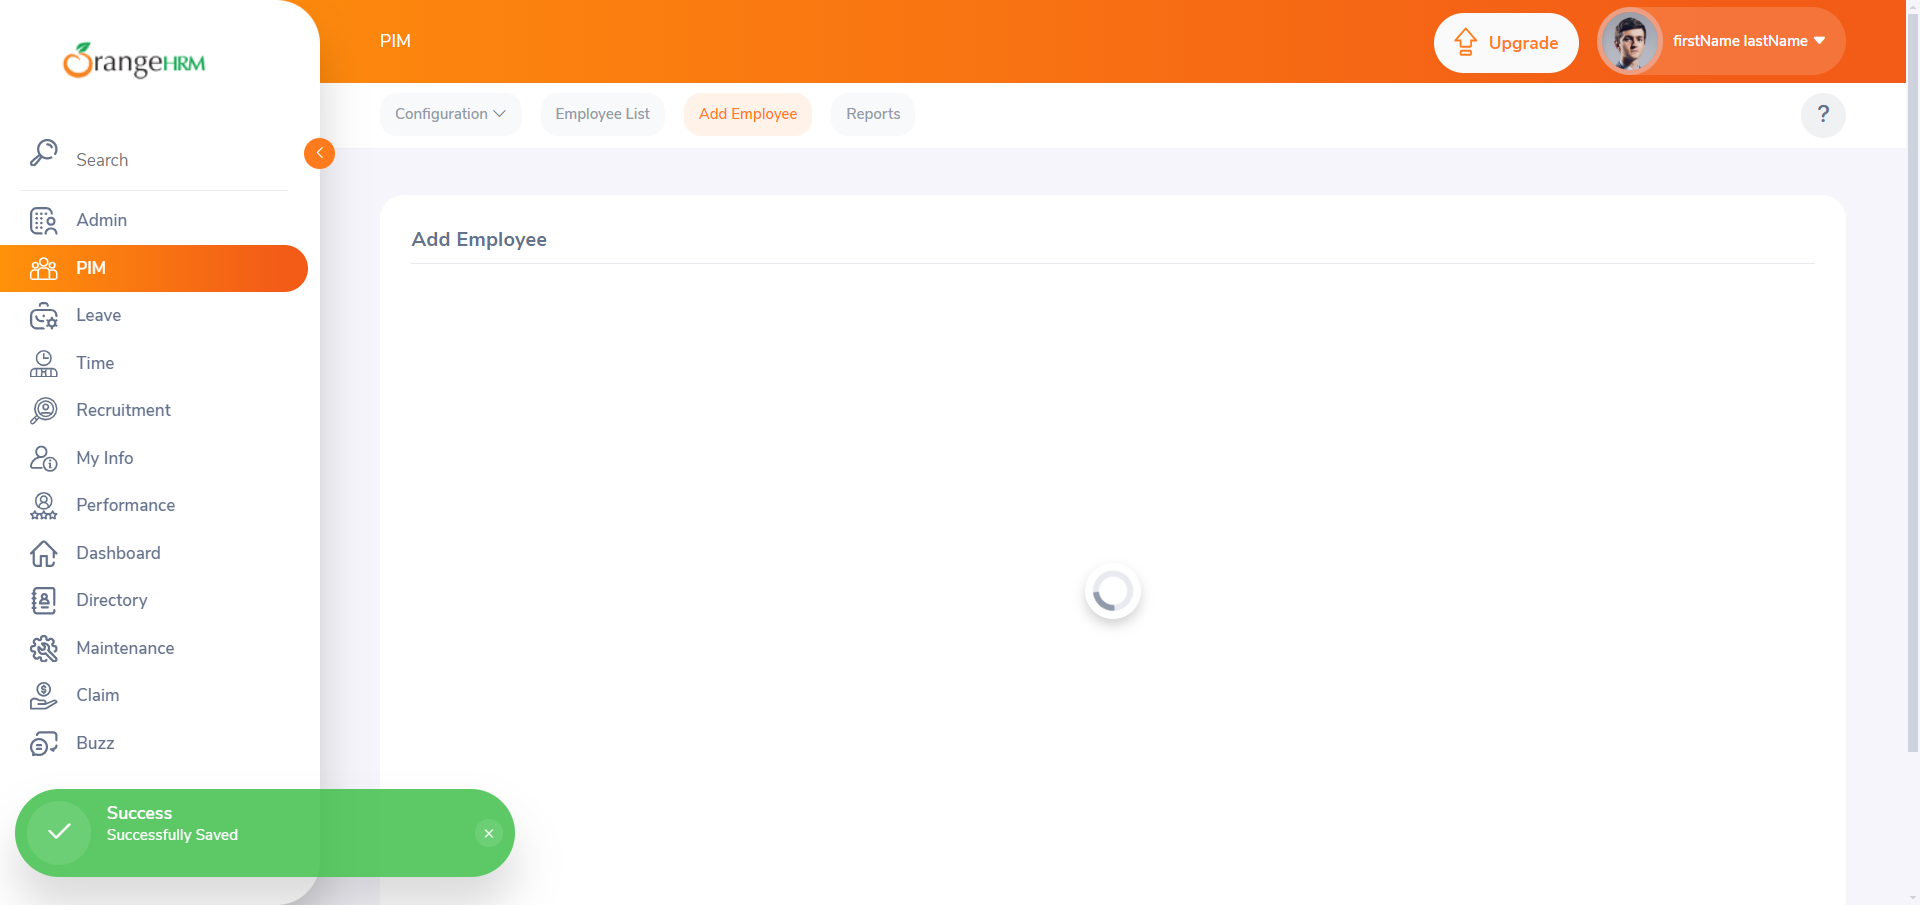 OrangeHRM
Search
Admin
PIM
Leave
Time
Recruitment
My Info
Performance
Dashboard
Directory
Maintenance
Claim
Buzz
PIM
Upgrade
firstName lastName
Configuration
Employee List
Add Employee
Reports
?
Add Employee
Success
Successfully Saved